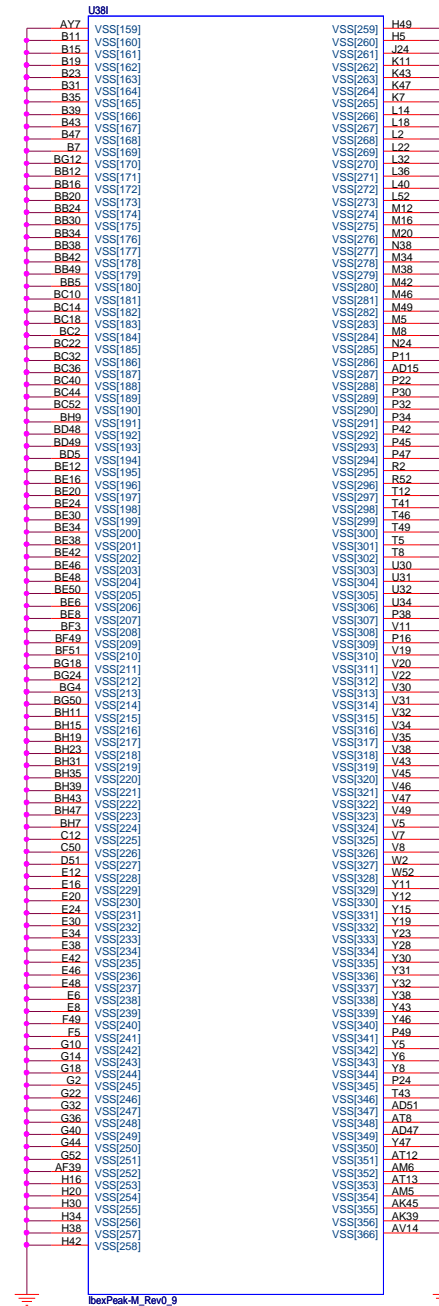 U38I
AY7 VSS[159] VSS[259] H49
B11 VSS[160] VSS[260] H5
B15 VSS[161] VSS[261] J24
B19 VSS[162] VSS[262] K11
B23 VSS[163] VSS[263] K43
B31 VSS[164] VSS[264] K47
B35 VSS[165] VSS[265] K7
B39 VSS[166] VSS[266] L14
B43 VSS[167] VSS[267] L18
B47 VSS[168] VSS[268] L2
B7 VSS[169] VSS[269] L22
BG12 VSS[170] VSS[270] L32
BB12 VSS[171] VSS[271] L36
BB16 VSS[172] VSS[272] L40
BB20 VSS[173] VSS[273] L52
BB24 VSS[174] VSS[274] M12
BB30 VSS[175] VSS[275] M16
BB34 VSS[176] VSS[276] M20
BB38 VSS[177] VSS[277] N38
BB42 VSS[178] VSS[278] M34
BB49 VSS[179] VSS[279] M38
BB5 VSS[180] VSS[280] M42
BC10 VSS[181] VSS[281] M46
BC14 VSS[182] VSS[282] M49
BC18 VSS[183] VSS[283] M5
BC2 VSS[184] VSS[284] M8
BC22 VSS[185] VSS[285] N24
BC32 VSS[186] VSS[286] P11
BC36 VSS[187] VSS[287] AD15
BC40 VSS[188] VSS[288] P22
BC44 VSS[189] VSS[289] P30
BC52 VSS[190] VSS[290] P32
BH9 VSS[191] VSS[291] P34
BD48 VSS[192] VSS[292] P42
BD49 VSS[193] VSS[293] P45
BD5 VSS[194] VSS[294] P47
BE12 VSS[195] VSS[295] R2
BE16 VSS[196] VSS[296] R52
BE20 VSS[197] VSS[297] T12
BE24 VSS[198] VSS[298] T41
BE30 VSS[199] VSS[299] T46
BE34 VSS[200] VSS[300] T49
BE38 VSS[201] VSS[301] T5
BE42 VSS[202] VSS[302] T8
BE46 VSS[203] VSS[303] U30
BE48 VSS[204] VSS[304] U31
BE50 VSS[205] VSS[305] U32
BE6 VSS[206] VSS[306] U34
BE8 VSS[207] VSS[307] P38
BF3 VSS[208] VSS[308] V11
BF49 VSS[209] VSS[309] P16
BF51 VSS[210] VSS[310] V19
BG18 VSS[211] VSS[311] V20
BG24 VSS[212] VSS[312] V22
BG4 VSS[213] VSS[313] V30
BG50 VSS[214] VSS[314] V31
BH11 VSS[215] VSS[315] V32
BH15 VSS[216] VSS[316] V34
BH19 VSS[217] VSS[317] V35
BH23 VSS[218] VSS[318] V38
BH31 VSS[219] VSS[319] V43
BH35 VSS[220] VSS[320] V45
BH39 VSS[221] VSS[321] V46
BH43 VSS[222] VSS[322] V47
BH47 VSS[223] VSS[323] V49
BH7 VSS[224] VSS[324] V5
C12 VSS[225] VSS[325] V7
C50 VSS[226] VSS[326] V8
D51 VSS[227] VSS[327] W2
E12 VSS[228] VSS[328] W52
E16 VSS[229] VSS[329] Y11
E20 VSS[230] VSS[330] Y12
E24 VSS[231] VSS[331] Y15
E30 VSS[232] VSS[332] Y19
E34 VSS[233] VSS[333] Y23
E38 VSS[234] VSS[334] Y28
E42 VSS[235] VSS[335] Y30
E46 VSS[236] VSS[336] Y31
E48 VSS[237] VSS[337] Y32
E6 VSS[238] VSS[338] Y38
E8 VSS[239] VSS[339] Y43
F49 VSS[240] VSS[340] Y46
F5 VSS[241] VSS[341] P49
G10 VSS[242] VSS[342] Y5
G14 VSS[243] VSS[343] Y6
G18 VSS[244] VSS[344] Y8
G2 VSS[245] VSS[345] P24
G22 VSS[246] VSS[346] T43
G32 VSS[247] VSS[347] AD51
G36 VSS[248] VSS[348] AT8
G40 VSS[249] VSS[349] AD47
G44 VSS[250] VSS[350] Y47
G52 VSS[251] VSS[351] AT12
AF39 VSS[252] VSS[352] AM6
H16 VSS[253] VSS[353] AT13
H20 VSS[254] VSS[354] AM5
H30 VSS[255] VSS[355] AK45
H34 VSS[256] VSS[356] AK39
H38 VSS[257] VSS[366] AV14
H42 VSS[258]
IbexPeak-M_Rev0_9